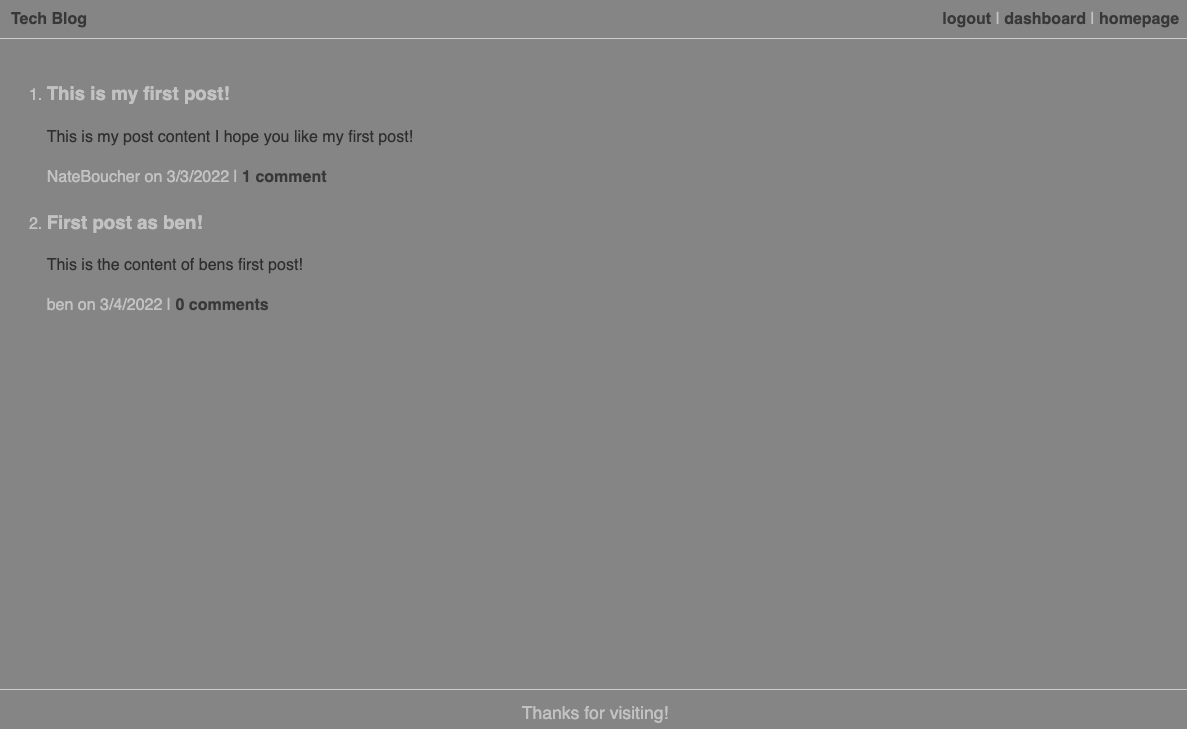 Tech Blog
logout | dashboard | homepage
1. This is my first post!
This is my post content I hope you like my first post!
NateBoucher on 3/3/2022 | 1 comment
2. First post as ben!
This is the content of bens first post!
ben on 3/4/2022 | 0 comments
Thanks for visiting!